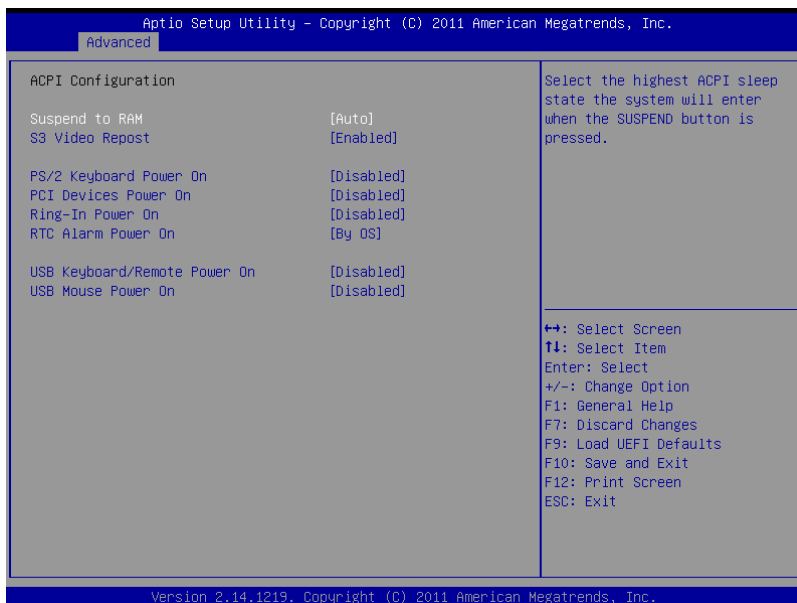 Aptio Setup Utility – Copyright (C) 2011 American Megatrends, Inc.
Advanced
ACPI Configuration
Suspend to RAM [Auto]
S3 Video Repost [Enabled]
PS/2 Keyboard Power On [Disabled]
PCI Devices Power On [Disabled]
Ring-In Power On [Disabled]
RTC Alarm Power On [By OS]
USB Keyboard/Remote Power On [Disabled]
USB Mouse Power On [Disabled]
Select the highest ACPI sleep
state the system will enter
when the SUSPEND button is
pressed.
↔: Select Screen
↑↓: Select Item
Enter: Select
+/-: Change Option
F1: General Help
F7: Discard Changes
F9: Load UEFI Defaults
F10: Save and Exit
F12: Print Screen
ESC: Exit
Version 2.14.1219. Copyright (C) 2011 American Megatrends, Inc.